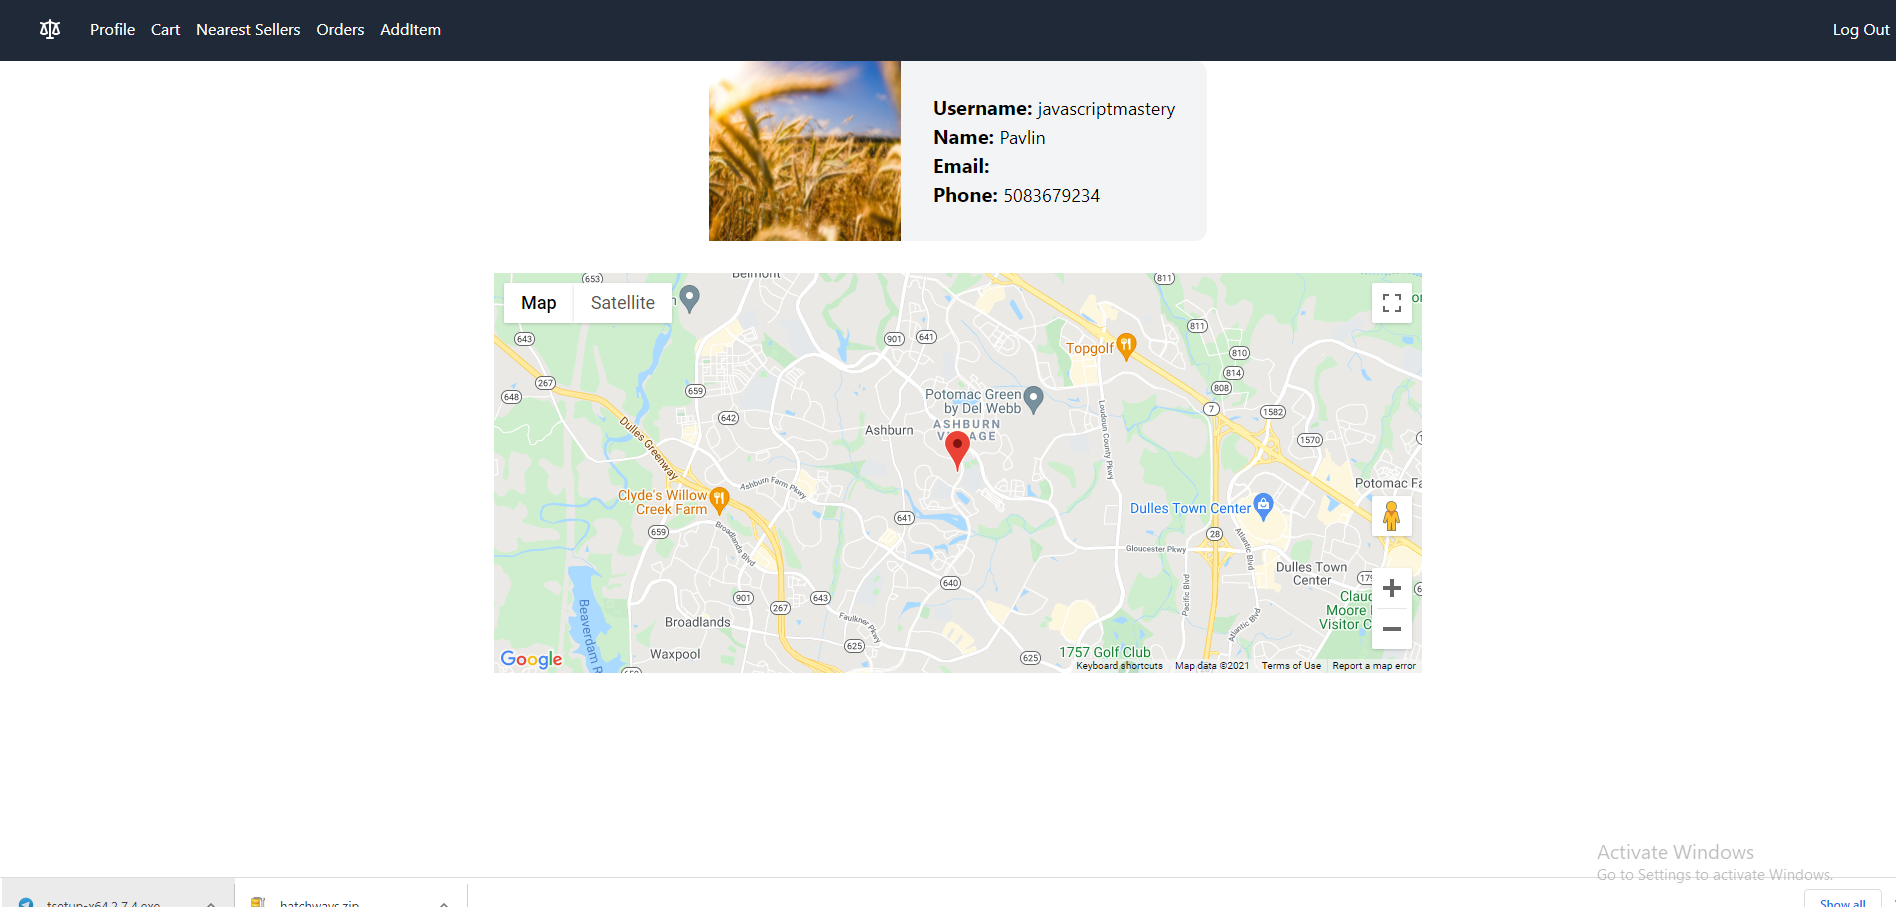 Profile Cart Nearest Sellers Orders AddItem Log Out
Username: javascriptmastery
Name: Pavlin
Email:
Phone: 5083679234
Map Satellite
Belmont
653
811
643
901
641
811
Topgolf
810
814
808
267
648
659
642
Potomac Green
by Del Webb
ASHBURN
VILLAGE
Ashburn
7
1582
1570
Loudoun County Pkwy
Dulles Greenway
Ashburn Farm Pkwy
Clyde's Willow
Creek Farm
659
Broadlands Blvd
641
Potomac Fa
Dulles Town Center
28
Atlantic Blvd
Gloucester Pkwy
Dulles Town
Center
640
Pacific Blvd
901
267
643
Faulkner Pkwy
Broadlands
Beaverdam R
Claud
Moore
Visitor C
Atlantic Blvd
625
Waxpool
625
1757 Golf Club
Google
Keyboard shortcuts Map data ©2021 Terms of Use Report a map error
Activate Windows
Go to Settings to activate Windows.
tsetup-x64.2.7.4.exe
hatchways.zip
Show all